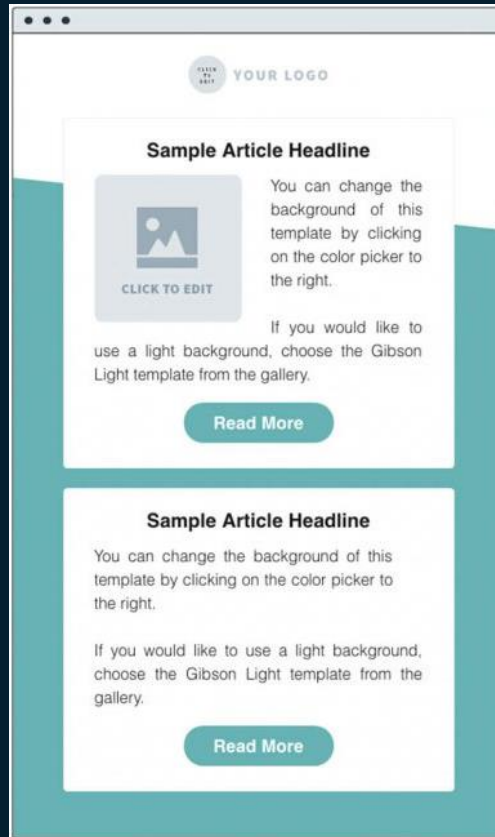 CLICK
TO
EDIT
YOUR LOGO
Sample Article Headline
You can change the
background of this
template by clicking
on the color picker to
the right.
CLICK TO EDIT
If you would like to
use a light background, choose the Gibson
Light template from the gallery.
Read More
Sample Article Headline
You can change the background of this
template by clicking on the color picker to
the right.
If you would like to use a light background,
choose the Gibson Light template from the
gallery.
Read More